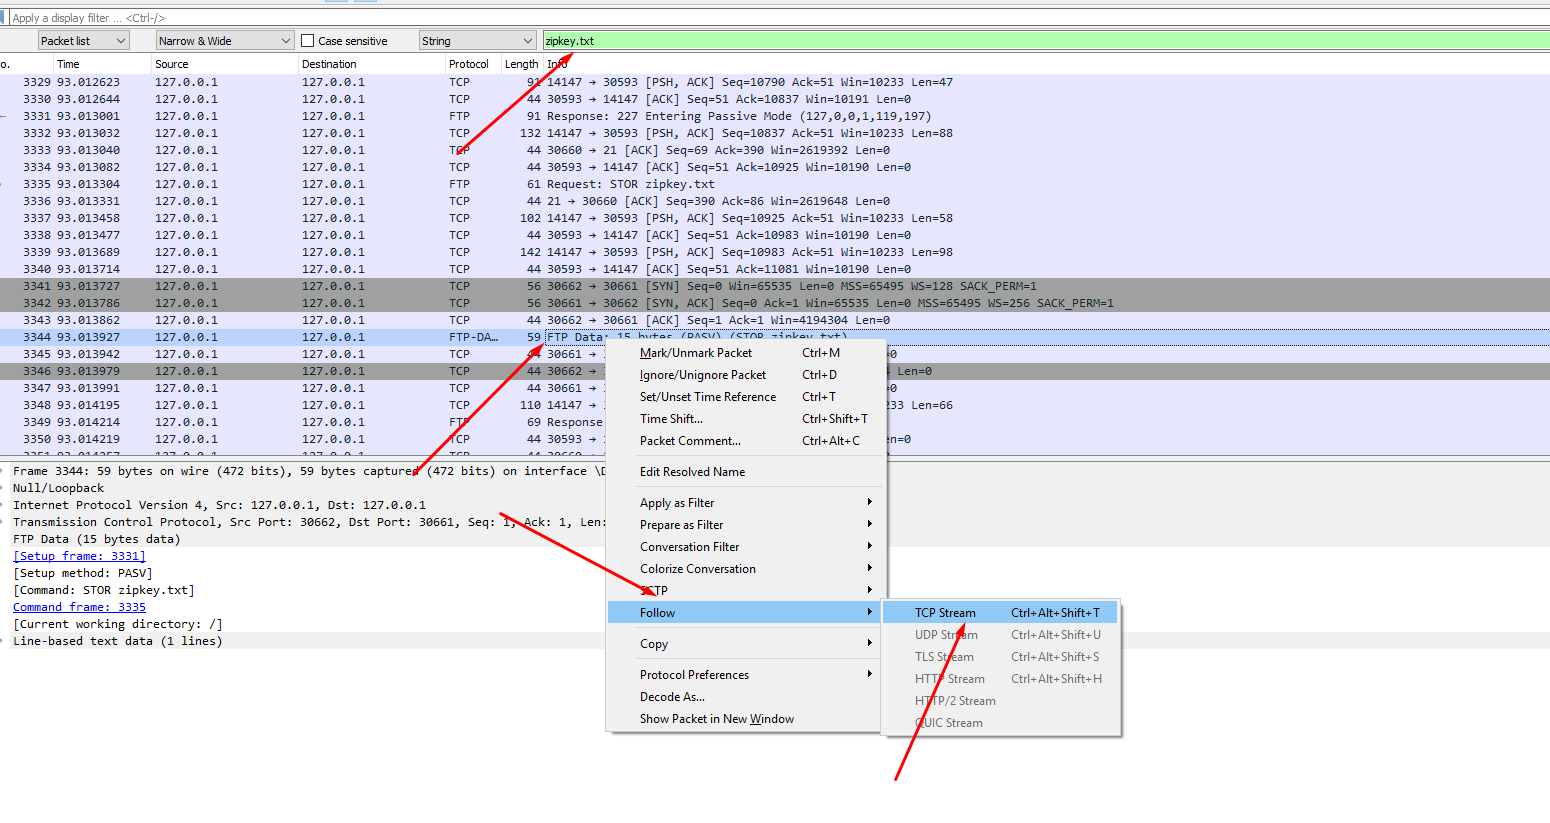 Apply a display filter ... <Ctrl-/>
Packet list Narrow & Wide Case sensitive String zipkey.txt
o. Time Source Destination Protocol Length Info
3329 93.012623 127.0.0.1 127.0.0.1 TCP 91 14147 → 30593 [PSH, ACK] Seq=10790 Ack=51 Win=10233 Len=47
3330 93.012644 127.0.0.1 127.0.0.1 TCP 44 30593 → 14147 [ACK] Seq=51 Ack=10837 Win=10191 Len=0
3331 93.013001 127.0.0.1 127.0.0.1 FTP 91 Response: 227 Entering Passive Mode (127,0,0,1,119,197)
3332 93.013032 127.0.0.1 127.0.0.1 TCP 132 14147 → 30593 [PSH, ACK] Seq=10837 Ack=51 Win=10233 Len=88
3333 93.013040 127.0.0.1 127.0.0.1 TCP 44 30660 → 21 [ACK] Seq=69 Ack=390 Win=2619392 Len=0
3334 93.013082 127.0.0.1 127.0.0.1 TCP 44 30593 → 14147 [ACK] Seq=51 Ack=10925 Win=10190 Len=0
3335 93.013304 127.0.0.1 127.0.0.1 FTP 61 Request: STOR zipkey.txt
3336 93.013331 127.0.0.1 127.0.0.1 TCP 44 21 → 30660 [ACK] Seq=390 Ack=86 Win=2619648 Len=0
3337 93.013458 127.0.0.1 127.0.0.1 TCP 102 14147 → 30593 [PSH, ACK] Seq=10925 Ack=51 Win=10233 Len=58
3338 93.013477 127.0.0.1 127.0.0.1 TCP 44 30593 → 14147 [ACK] Seq=51 Ack=10983 Win=10190 Len=0
3339 93.013689 127.0.0.1 127.0.0.1 TCP 142 14147 → 30593 [PSH, ACK] Seq=10983 Ack=51 Win=10233 Len=98
3340 93.013714 127.0.0.1 127.0.0.1 TCP 44 30593 → 14147 [ACK] Seq=51 Ack=11081 Win=10190 Len=0
3341 93.013727 127.0.0.1 127.0.0.1 TCP 56 30662 → 30661 [SYN] Seq=0 Win=65535 Len=0 MSS=65495 WS=128 SACK_PERM=1
3342 93.013786 127.0.0.1 127.0.0.1 TCP 56 30661 → 30662 [SYN, ACK] Seq=0 Ack=1 Win=65535 Len=0 MSS=65495 WS=256 SACK_PERM=1
3343 93.013862 127.0.0.1 127.0.0.1 TCP 44 30662 → 30661 [ACK] Seq=1 Ack=1 Win=4194304 Len=0
3344 93.013927 127.0.0.1 127.0.0.1 FTP-DA… 59 FTP Data: 15 bytes (PASV) (STOR zipkey.txt)
3345 93.013942 127.0.0.1 127.0.0.1 TCP 44 30661 → =0
3346 93.013979 127.0.0.1 127.0.0.1 TCP 44 30662 → Len=0
3347 93.013991 127.0.0.1 127.0.0.1 TCP 44 30661 → =0
3348 93.014195 127.0.0.1 127.0.0.1 TCP 110 14147 → 233 Len=66
3349 93.014214 127.0.0.1 127.0.0.1 FTP 69 Response
3350 93.014219 127.0.0.1 127.0.0.1 TCP 44 30593 → en=0
Mark/Unmark Packet Ctrl+M
Ignore/Unignore Packet Ctrl+D
Set/Unset Time Reference Ctrl+T
Time Shift... Ctrl+Shift+T
Packet Comment... Ctrl+Alt+C
Edit Resolved Name
Apply as Filter
Prepare as Filter
Conversation Filter
Colorize Conversation
SCTP
Follow
Copy
Protocol Preferences
Decode As...
Show Packet in New Window
TCP Stream Ctrl+Alt+Shift+T
UDP Stream Ctrl+Alt+Shift+U
TLS Stream Ctrl+Alt+Shift+S
HTTP Stream Ctrl+Alt+Shift+H
HTTP/2 Stream
QUIC Stream
Frame 3344: 59 bytes on wire (472 bits), 59 bytes captured (472 bits) on interface \D
Null/Loopback
Internet Protocol Version 4, Src: 127.0.0.1, Dst: 127.0.0.1
Transmission Control Protocol, Src Port: 30662, Dst Port: 30661, Seq: 1, Ack: 1, Len:
FTP Data (15 bytes data)
[Setup frame: 3331]
[Setup method: PASV]
[Command: STOR zipkey.txt]
Command frame: 3335
[Current working directory: /]
Line-based text data (1 lines)